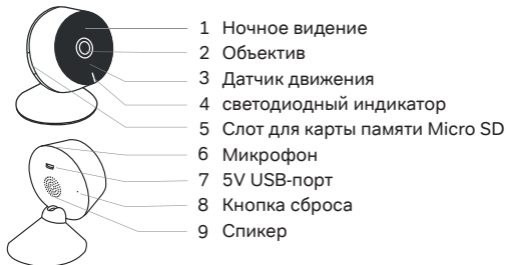 1 Ночное видение
2 Объектив
3 Датчик движения
4 светодиодный индикатор
5 Слот для карты памяти Micro SD
6 Микрофон
7 5V USB-порт
8 Кнопка сброса
9 Спикер